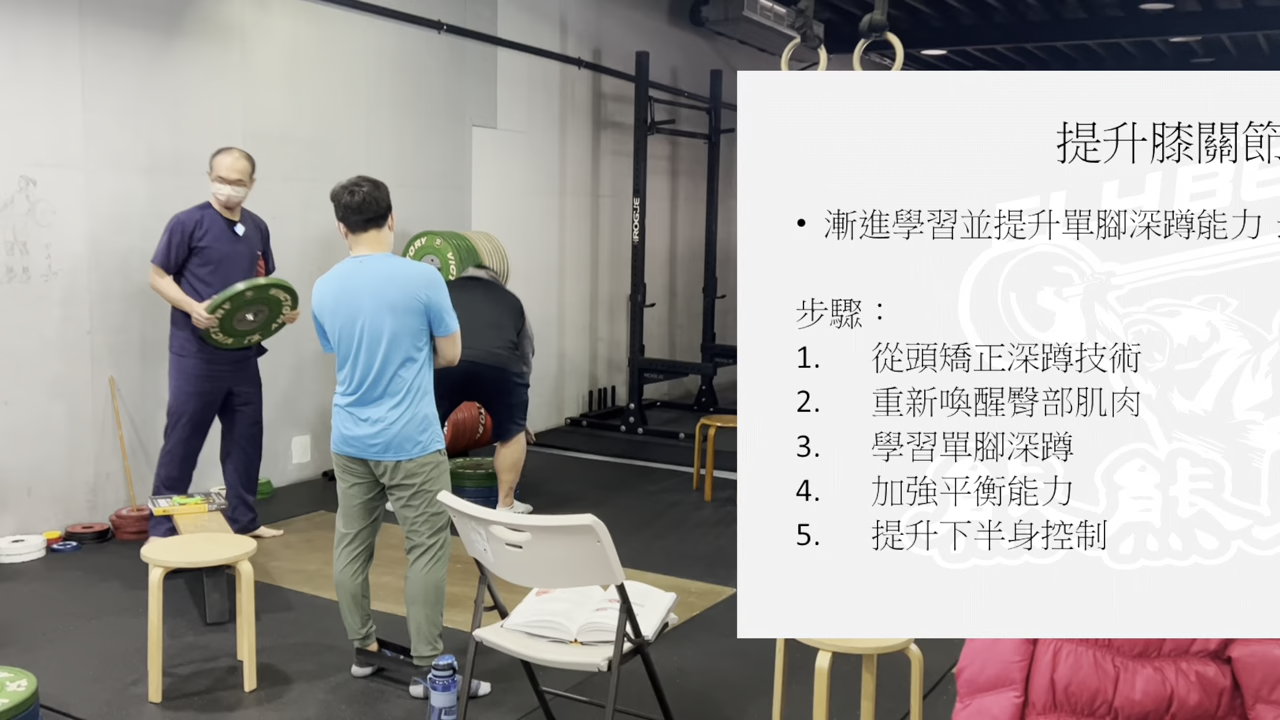 提升膝關節
• 漸進學習並提升單腳深蹲能力
步驟：
1. 從頭矯正深蹲技術
2. 重新喚醒臀部肌肉
3. 學習單腳深蹲
4. 加強平衡能力
5. 提升下半身控制
ROGUE
VICTORY